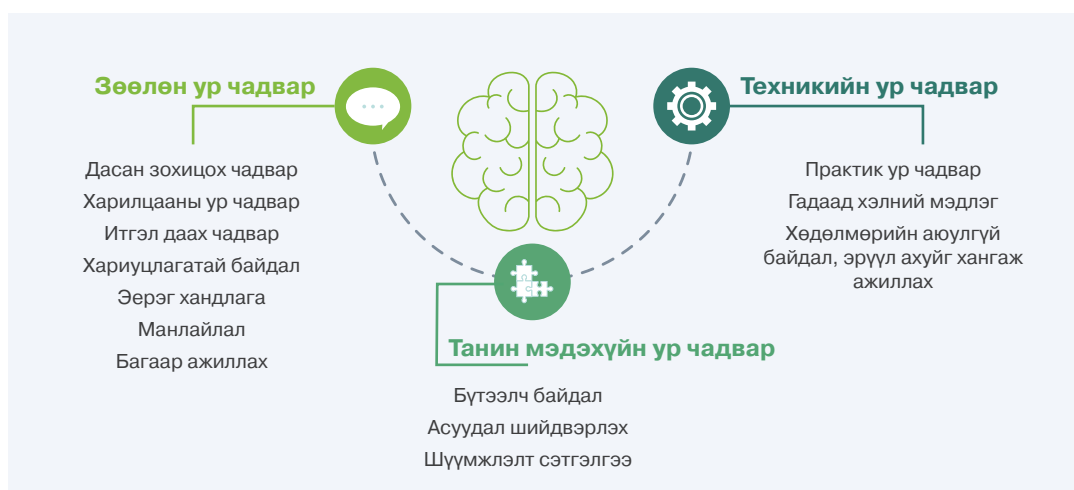 Зөөлөн ур чадвар
Дасан зохицох чадвар
Харилцааны ур чадвар
Итгэл даах чадвар
Хариуцлагатай байдал
Эерэг хандлага
Манлайлал
Багаар ажиллах
Танин мэдэхүйн ур чадвар
Бүтээлч байдал
Асуудал шийдвэрлэх
Шүүмжлэлт сэтгэлгээ
Техникийн ур чадвар
Практик ур чадвар
Гадаад хэлний мэдлэг
Хөдөлмөрийн аюулгүй
байдал, эрүүл ахуйг хангаж
ажиллах